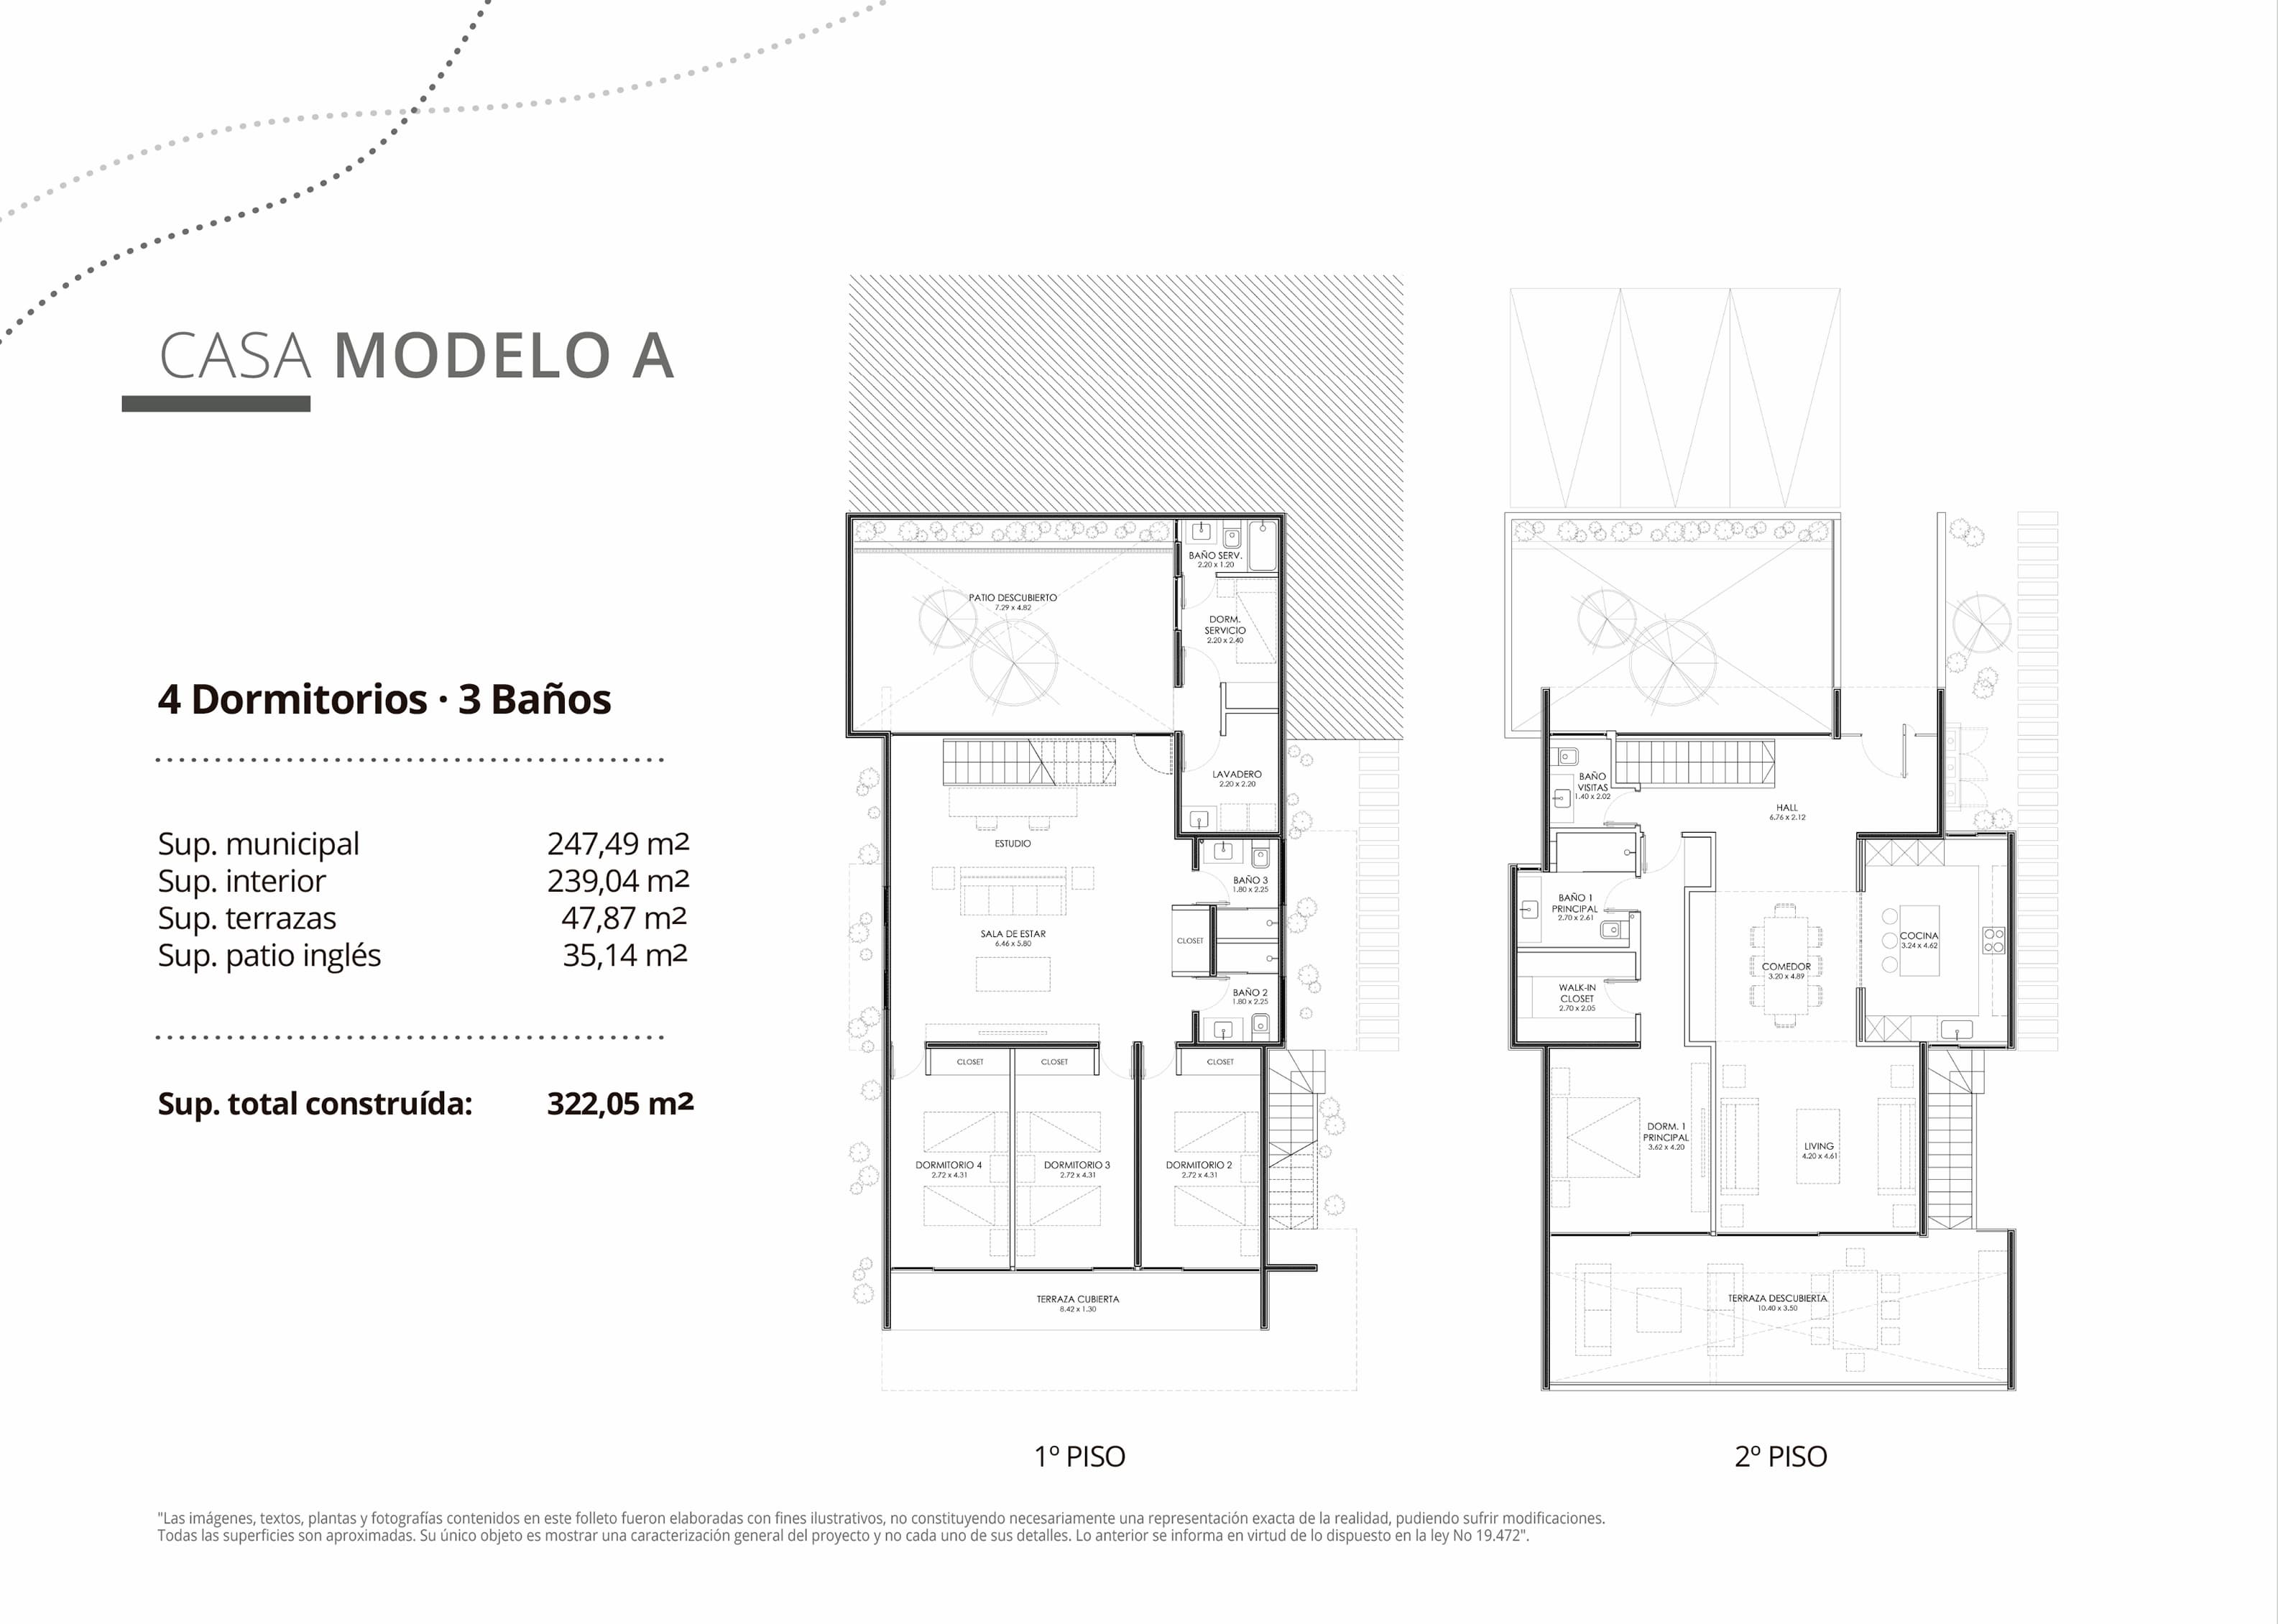 CASA MODELO A
4 Dormitorios · 3 Baños
Sup. municipal 247,49 m2
Sup. interior 239,04 m2
Sup. terrazas 47,87 m2
Sup. patio inglés 35,14 m2
Sup. total construída: 322,05 m2
BAÑO SERV.
2.20 x 1.20
PATIO DESCUBIERTO
7.29 x 4.82
DORM.
SERVICIO
2.20 x 2.40
LAVADERO
2.20 x 2.20
ESTUDIO
BAÑO 3
1.80 x 2.25
SALA DE ESTAR
6.46 x 5.80
CLOSET
BAÑO 2
1.80 x 2.25
CLOSET
CLOSET
CLOSET
DORMITORIO 4
2.72 x 4.31
DORMITORIO 3
2.72 x 4.31
DORMITORIO 2
2.72 x 4.31
TERRAZA CUBIERTA
8.42 x 1.30
1º PISO
BAÑO
VISITAS
1.40 x 2.02
HALL
6.76 x 2.12
BAÑO 1
PRINCIPAL
2.70 x 2.61
COCINA
3.24 x 4.62
COMEDOR
3.20 x 4.89
WALK-IN
CLOSET
2.70 x 2.05
DORM. 1
PRINCIPAL
3.62 x 4.20
LIVING
4.20 x 4.61
TERRAZA DESCUBIERTA
10.40 x 3.50
2º PISO
"Las imágenes, textos, plantas y fotografías contenidos en este folleto fueron elaboradas con fines ilustrativos, no constituyendo necesariamente una representación exacta de la realidad, pudiendo sufrir modificaciones.
Todas las superficies son aproximadas. Su único objeto es mostrar una caracterización general del proyecto y no cada uno de sus detalles. Lo anterior se informa en virtud de lo dispuesto en la ley No 19.472".